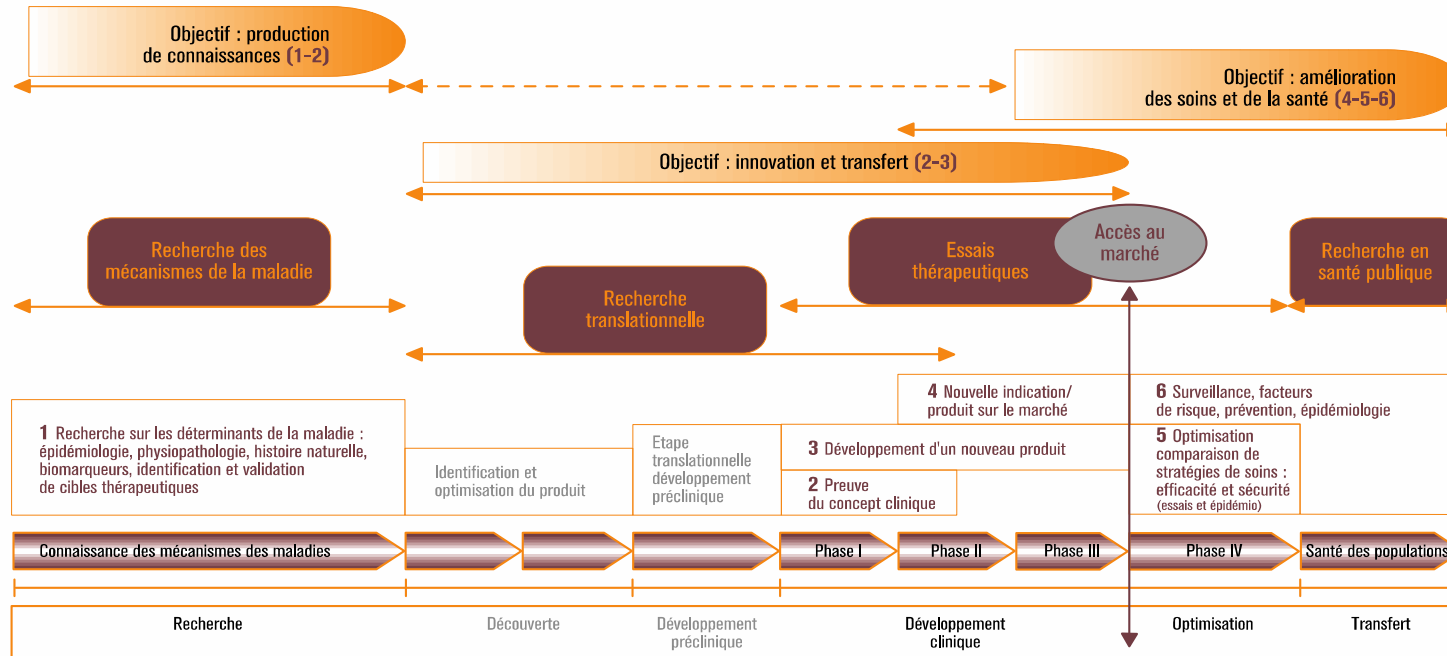 Objectif : production
de connaissances (1-2)
Objectif : amélioration
des soins et de la santé (4-5-6)
Objectif : innovation et transfert (2-3)
Recherche des
mécanismes de la maladie
Recherche
translationnelle
Essais
thérapeutiques
Accès au
marché
Recherche en
santé publique
1 Recherche sur les déterminants de la maladie :
épidémiologie, physiopathologie, histoire naturelle,
biomarqueurs, identification et validation
de cibles thérapeutiques
Identification et
optimisation du produit
Etape
translationnelle
développement
préclinique
4 Nouvelle indication/
produit sur le marché
3 Développement d'un nouveau produit
2 Preuve
du concept clinique
6 Surveillance, facteurs
de risque, prévention, épidémiologie
5 Optimisation
comparaison de
stratégies de soins :
efficacité et sécurité
(essais et épidémio)
Connaissance des mécanismes des maladies
Phase I
Phase II
Phase III
Phase IV
Santé des populations
Recherche
Découverte
Développement
préclinique
Développement
clinique
Optimisation
Transfert